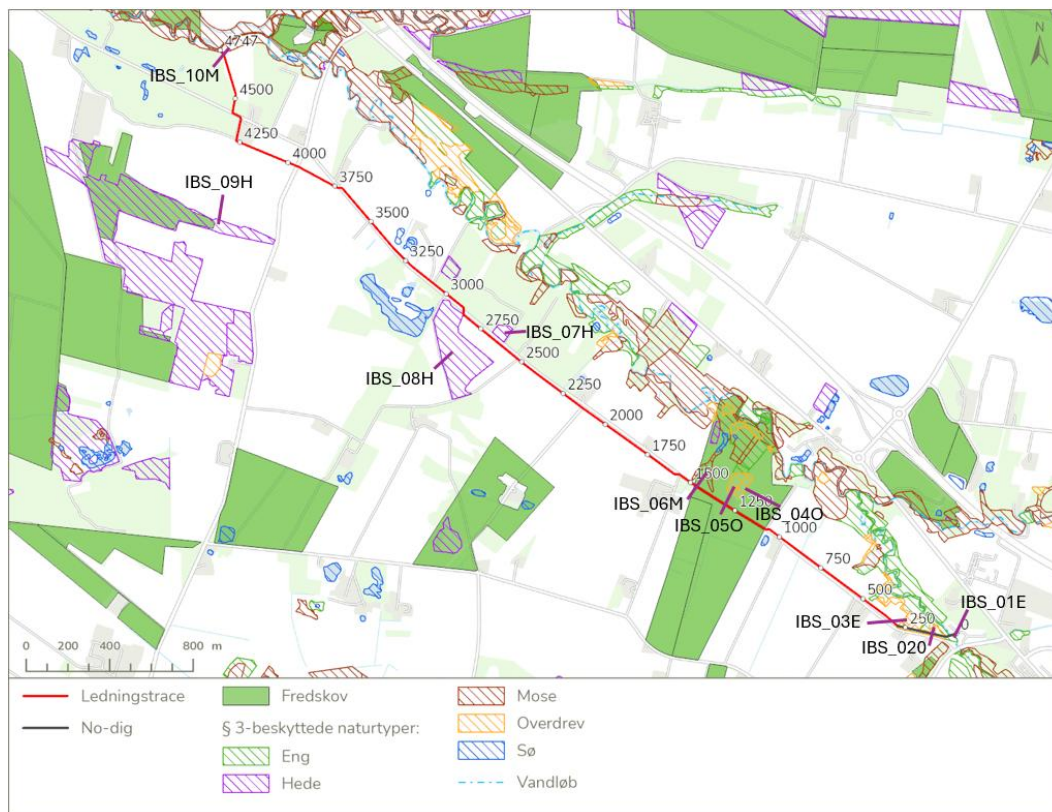 N
4747
IBS_10M
4500
4250
4000
IBS_09H
3750
3500
3250
3000
2750
IBS_07H
2500
IBS_08H
2250
2000
1750
1500
IBS_06M
1250
IBS_05O
IBS_04O
1000
750
500
IBS_03E
250
IBS_01E
0
IBS_020
0 200 400 800 m
Ledningstrace
No-dig
Fredskov
§ 3-beskyttede naturtyper:
Eng
Hede
Mose
Overdrev
Sø
Vandløb